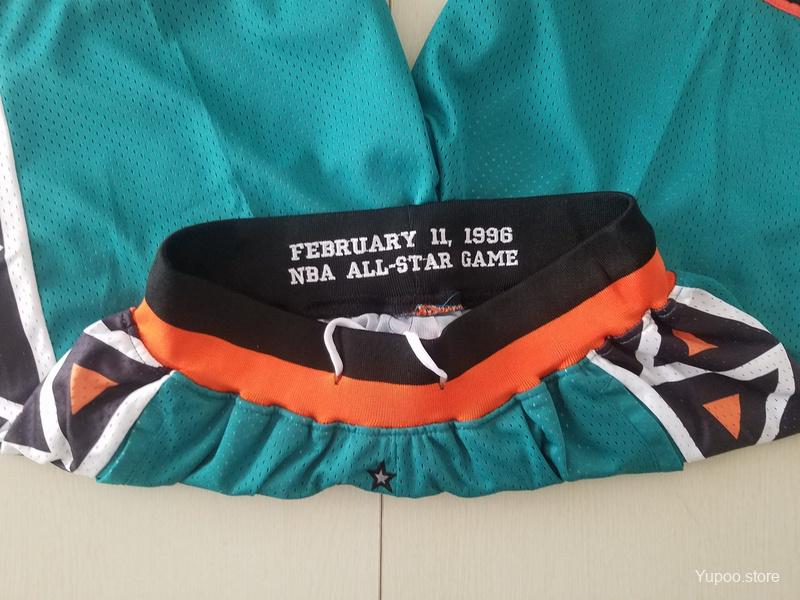 FEBRUARY 11, 1996
NBA ALL-STAR GAME
Yupoo.store